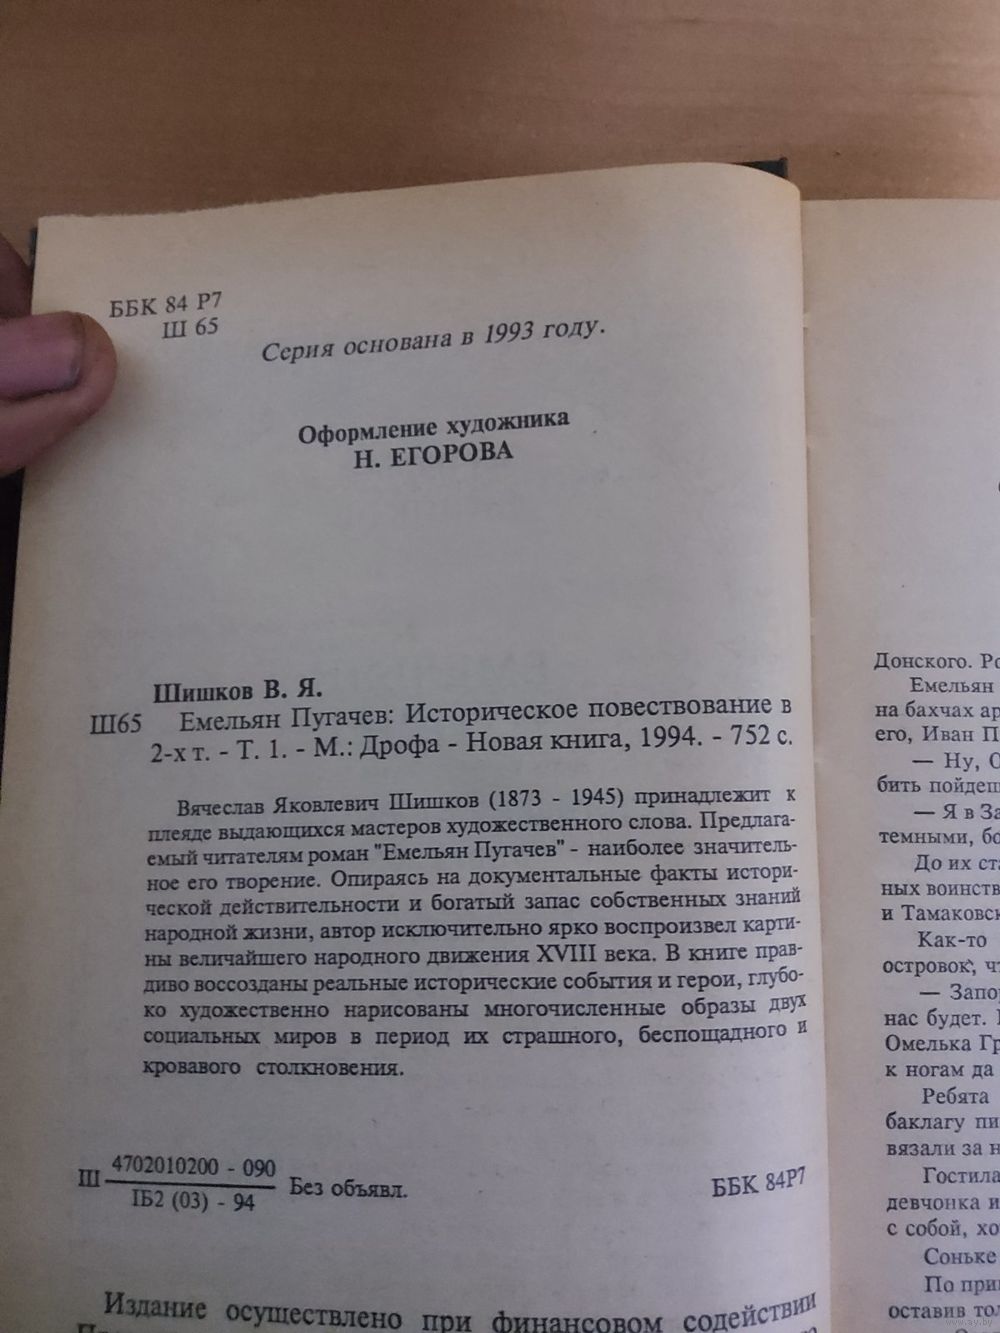 ББК 84 Р7
Ш 65
Серия основана в 1993 году.
Оформление художника
Н. ЕГОРОВА
Шишков В. Я.
Ш65 Емельян Пугачев: Историческое повествование в
2-х т. - Т. 1. - М.: Дрофа - Новая книга, 1994. - 752 с.
Вячеслав Яковлевич Шишков (1873 - 1945) принадлежит к
плеяде выдающихся мастеров художественного слова. Предлага-
емый читателям роман "Емельян Пугачев" - наиболее значитель-
ное его творение. Опираясь на документальные факты истори-
ческой действительности и богатый запас собственных знаний
народной жизни, автор исключительно ярко воспроизвел карти-
ны величайшего народного движения XVIII века. В книге прав-
диво воссозданы реальные исторические события и герои, глубо-
ко художественно нарисованы многочисленные образы двух
социальных миров в период их страшного, беспощадного и
кровавого столкновения.
Ш 4702010200 - 090
IБ2 (03) - 94
Без объявл.
ББК 84Р7
Издание осуществлено при финансовом содействии
Донского.
Емельян
на бахчах
его, Иван
— Ну,
бить
— Я в
темными,
До их
ных
и
Как-то
островок,
—
нас будет.
Омелька
к ногам да
Ребята
баклагу
вязали за
девчонка и
с собой,
Соньке
По
оставив
www.ay.by